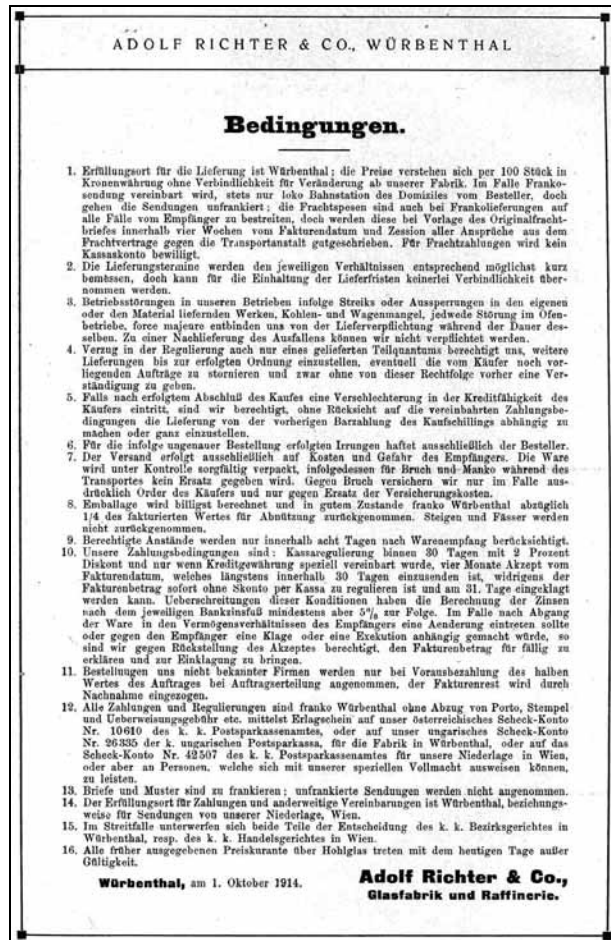 ADOLF RICHTER & CO., WÜRBENTHAL
Bedingungen.
1. Erfüllungsort für die Lieferung ist Würbenthal; die Preise verstehen sich per 100 Stück in
Kronenwährung ohne Verbindlichkeit für Veränderung ab unserer Fabrik. Im Falle Franko-
sendung vereinbart wird, stets nur loko Bahnstation des Domiziles vom Besteller, doch
gehen die Sendungen unfrankiert; die Frachtspesen sind auch bei Frankolieferungen auf
alle Fälle vom Empfänger zu bestreiten, doch werden diese bei Vorlage des Originalfracht-
briefes innerhalb vier Wochen vom Fakturendatum und Zession aller Ansprüche aus dem
Frachtvertrage gegen die Transportanstalt gutgeschrieben. Für Frachtzahlungen wird kein
Kassaskonto bewilligt.
2. Die Lieferungstermine werden den jeweiligen Verhältnissen entsprechend möglichst kurz
bemessen, doch kann für die Einhaltung der Lieferfristen keinerlei Verbindlichkeit über-
nommen werden.
3. Betriebsstörungen in unseren Betrieben infolge Streiks oder Aussperrungen in den eigenen
oder den Material liefernden Werken, Kohlen- und Wagenmangel, jedwede Störung im Ofen-
betriebe, force majeure entbinden uns von der Lieferverpflichtung während der Dauer des-
selben. Zu einer Nachlieferung des Ausfallens können wir nicht verpflichtet werden.
4. Verzug in der Regulierung auch nur eines gelieferten Teilquantums berechtigt uns, weitere
Lieferungen bis zur erfolgten Ordnung einzustellen, eventuell die vom Käufer noch vor-
liegenden Aufträge zu stornieren und zwar ohne von dieser Rechtfolge vorher eine Ver-
ständigung zu geben.
5. Falls nach erfolgtem Abschluß des Kaufes eine Verschlechterung in der Kreditfähigkeit des
Käufers eintritt, sind wir berechtigt, ohne Rücksicht auf die vereinbahrten Zahlungsbe-
dingungen die Lieferung von der vorherigen Barzahlung des Kaufschillings abhängig zu
machen oder ganz einzustellen.
6. Für die infolge ungenauer Bestellung erfolgten Irrungen haftet ausschließlich der Besteller.
7. Der Versand erfolgt ausschließlich auf Kosten und Gefahr des Empfängers. Die Ware
wird unter Kontrolle sorgfältig verpackt, infolgedessen für Bruch und Manko während des
Transportes kein Ersatz gegeben wird. Gegen Bruch versichern wir nur im Falle aus-
drücklich Order des Käufers und nur gegen Ersatz der Versicherungskosten.
8. Emballage wird billigst berechnet und in gutem Zustande franko Würbenthal abzüglich
1/4 des fakturierten Wertes für Abnützung zurückgenommen. Steigen und Fässer werden
nicht zurückgenommen.
9. Berechtigte Anstände werden nur innerhalb acht Tagen nach Warenempfang berücksichtigt.
10. Unsere Zahlungsbedingungen sind: Kassaregulierung binnen 30 Tagen mit 2 Prozent
Diskont und nur wenn Kreditgewährung speziell vereinbart wurde, vier Monate Akzept vom
Fakturendatum, welches längstens innerhalb 30 Tagen einzusenden ist, widrigens der
Fakturenbetrag sofort ohne Skonto per Kassa zu regulieren ist und am 31. Tage eingeklagt
werden kann. Ueberschreitungen dieser Konditionen haben die Berechnung der Zinsen
nach dem jeweiligen Bankzinsfuß mindestens aber 5% zur Folge. Im Falle nach Abgang
der Ware in den Vermögensverhältnissen des Empfängers eine Aenderung eintreten sollte
oder gegen den Empfänger eine Klage oder eine Exekution anhängig gemacht würde, so
sind wir gegen Rückstellung des Akzeptes berechtigt, den Fakturenbetrag für fällig zu
erklären und zur Einklagung zu bringen.
11. Bestellungen uns nicht bekannter Firmen werden nur bei Vorausbezahlung des halben
Wertes des Auftrages bei Auftragserteilung angenommen, der Fakturenrest wird durch
Nachnahme eingezogen.
12. Alle Zahlungen und Regulierungen sind franko Würbenthal ohne Abzug von Porto, Stempel
und Ueberweisungsgebühr etc. mittelst Erlagschein auf unser österreichisches Scheck-Konto
Nr. 10610 des k. k. Postsparkassenamtes, oder auf unser ungarisches Scheck-Konto
Nr. 26335 der k. ungarischen Postsparkassa, für die Fabrik in Würbenthal, oder auf das
Scheck-Konto Nr. 42507 des k. k. Postsparkassenamts für unsere Niederlage in Wien,
oder aber an Personen, welche sich mit unserer speziellen Vollmacht ausweisen können,
zu leisten.
13. Briefe und Muster sind zu frankieren; unfrankierte Sendungen werden nicht angenommen.
14. Der Erfüllungsort für Zahlungen und anderweitige Vereinbarungen ist Würbenthal, beziehungs-
weise für Sendungen von unserer Niederlage, Wien.
15. Im Streitfalle unterwerfen sich beide Teile der Entscheidung des k. k. Bezirksgerichtes in
Würbenthal, resp. des k. k. Handelsgerichtes in Wien.
16. Alle früher ausgegebenen Preiskurante über Hohlglas treten mit dem heutigen Tage außer
Gültigkeit.
Würbenthal, am 1. Oktober 1914.
Adolf Richter & Co.,
Glasfabrik und Raffinerie.